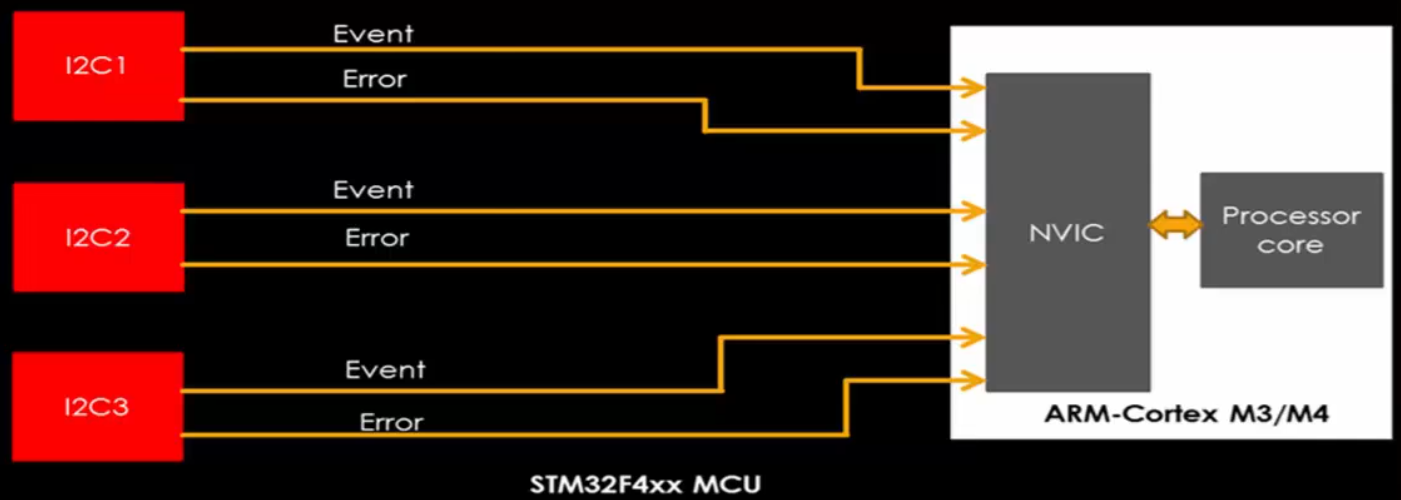 I2C1
Event
Error
I2C2
Event
Error
I2C3
Event
Error
NVIC
Processor
core
ARM-Cortex M3/M4
STM32F4xx MCU